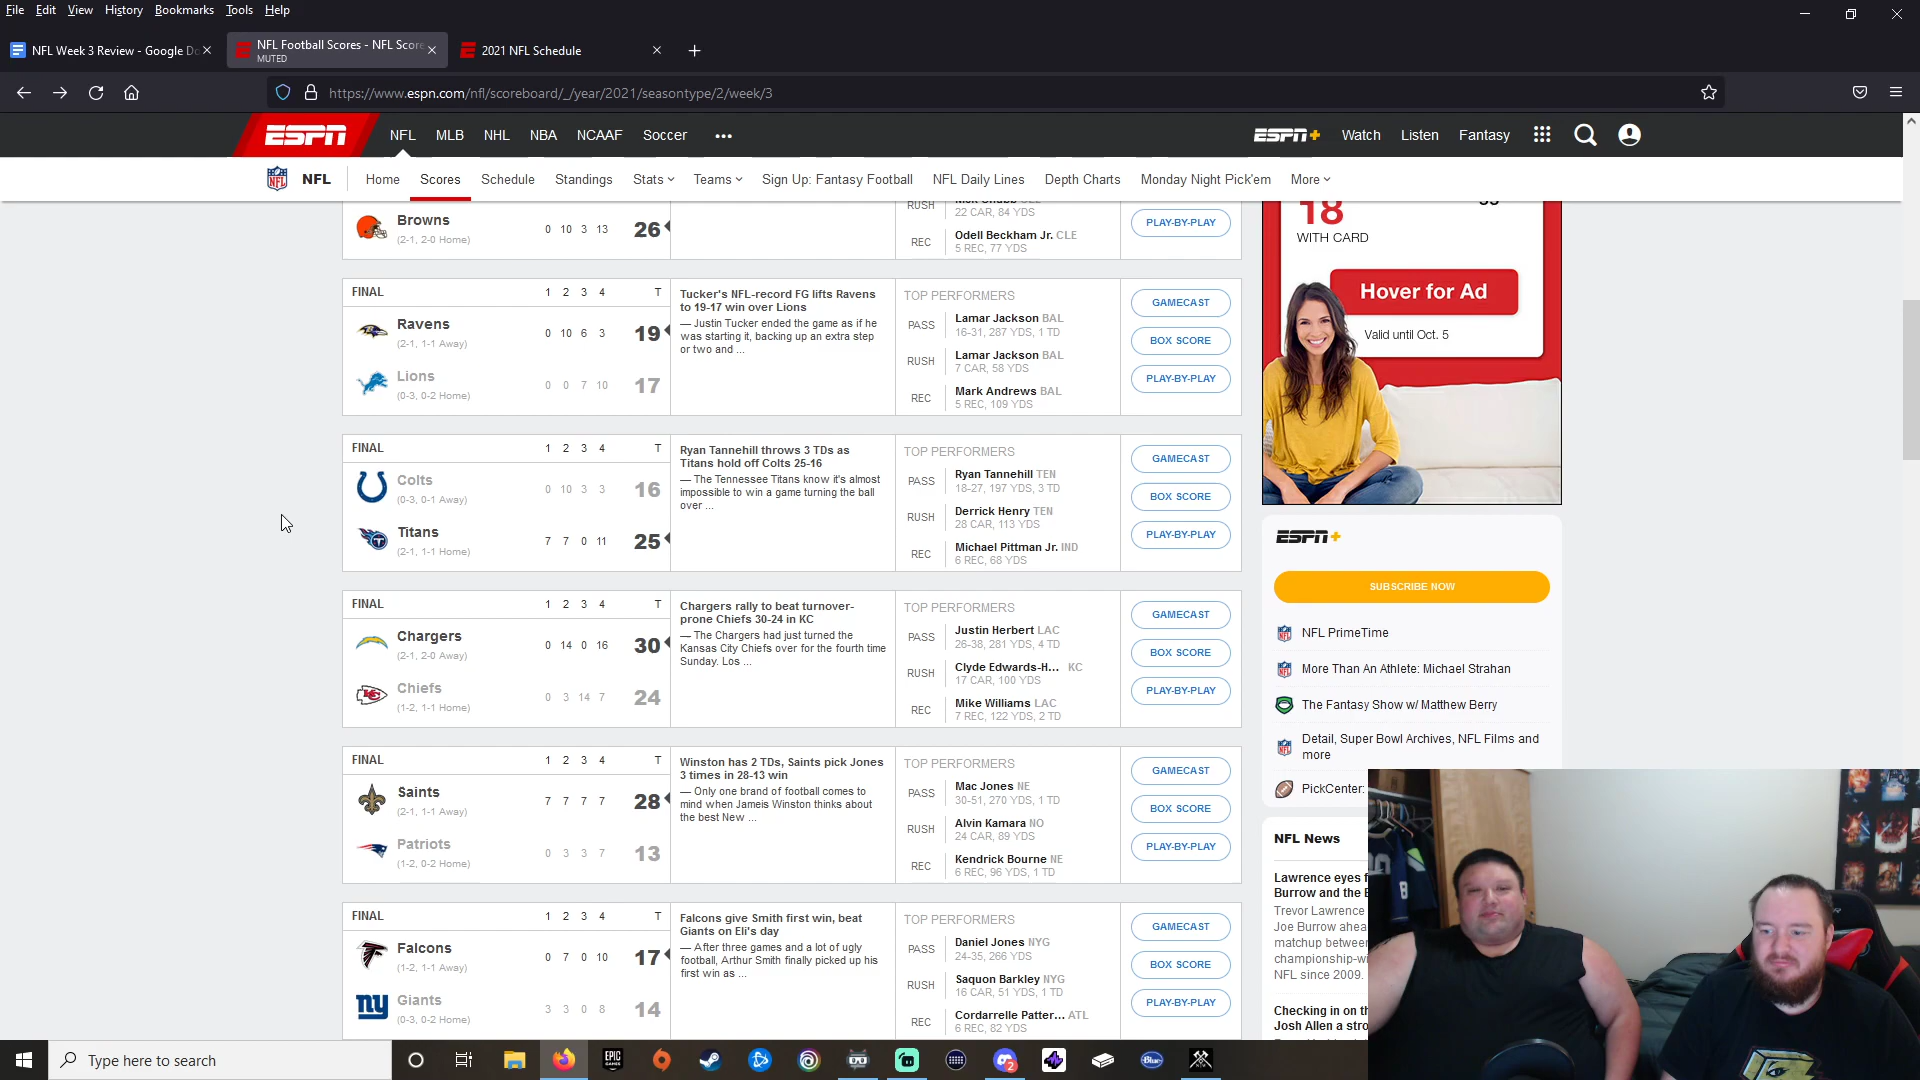 File Edit View History Bookmarks Tools Help
NFL Week 3 Review - Google Do
NFL Football Scores - NFL Score
MUTED
2021 NFL Schedule
https://www.espn.com/nfl/scoreboard/_/year/2021/seasontype/2/week/3
ESPN NFL MLB NHL NBA NCAAF Soccer ••• ESPN+ Watch Listen Fantasy
NFL Home Scores Schedule Standings Stats Teams Sign Up: Fantasy Football NFL Daily Lines Depth Charts Monday Night Pick'em More
Browns 0 10 3 13 26
(2-1, 2-0 Home)
RUSH
22 CAR, 84 YDS
REC Odell Beckham Jr. CLE
5 REC, 77 YDS
PLAY-BY-PLAY
FINAL 1 2 3 4 T
Ravens 0 10 6 3 19
(2-1, 1-1 Away)
Lions 0 0 7 10 17
(0-3, 0-2 Home)
Tucker's NFL-record FG lifts Ravens
to 19-17 win over Lions
— Justin Tucker ended the game as if he
was starting it, backing up an extra step
or two and ...
TOP PERFORMERS
PASS Lamar Jackson BAL
16-31, 287 YDS, 1 TD
RUSH Lamar Jackson BAL
7 CAR, 58 YDS
REC Mark Andrews BAL
5 REC, 109 YDS
GAMECAST
BOX SCORE
PLAY-BY-PLAY
FINAL 1 2 3 4 T
Colts 0 10 3 3 16
(0-3, 0-1 Away)
Titans 7 7 0 11 25
(2-1, 1-1 Home)
Ryan Tannehill throws 3 TDs as
Titans hold off Colts 25-16
— The Tennessee Titans know it's almost
impossible to win a game turning the ball
over ...
TOP PERFORMERS
PASS Ryan Tannehill TEN
18-27, 197 YDS, 3 TD
RUSH Derrick Henry TEN
28 CAR, 113 YDS
REC Michael Pittman Jr. IND
6 REC, 68 YDS
GAMECAST
BOX SCORE
PLAY-BY-PLAY
FINAL 1 2 3 4 T
Chargers 0 14 0 16 30
(2-1, 2-0 Away)
Chiefs 0 3 14 7 24
(1-2, 1-1 Home)
Chargers rally to beat turnover-
prone Chiefs 30-24 in KC
— The Chargers had just turned the
Kansas City Chiefs over for the fourth time
Sunday. Los ...
TOP PERFORMERS
PASS Justin Herbert LAC
26-38, 281 YDS, 4 TD
RUSH Clyde Edwards-H... KC
17 CAR, 100 YDS
REC Mike Williams LAC
7 REC, 122 YDS, 2 TD
GAMECAST
BOX SCORE
PLAY-BY-PLAY
FINAL 1 2 3 4 T
Saints 7 7 7 7 28
(2-1, 1-1 Away)
Patriots 0 3 3 7 13
(1-2, 0-2 Home)
Winston has 2 TDs, Saints pick Jones
3 times in 28-13 win
— Only one brand of football comes to
mind when Jameis Winston thinks about
the best New ...
TOP PERFORMERS
PASS Mac Jones NE
30-51, 270 YDS, 1 TD
RUSH Alvin Kamara NO
24 CAR, 89 YDS
REC Kendrick Bourne NE
6 REC, 96 YDS, 1 TD
GAMECAST
BOX SCORE
PLAY-BY-PLAY
FINAL 1 2 3 4 T
Falcons 0 7 0 10 17
(1-2, 1-1 Away)
Giants 3 3 0 8 14
(0-3, 0-2 Home)
Falcons give Smith first win, beat
Giants on Eli's day
— After three games and a lot of ugly
football, Arthur Smith finally picked up his
first win as ...
TOP PERFORMERS
PASS Daniel Jones NYG
24-35, 266 YDS
RUSH Saquon Barkley NYG
16 CAR, 51 YDS, 1 TD
REC Cordarrelle Patter... ATL
6 REC, 82 YDS
GAMECAST
BOX SCORE
PLAY-BY-PLAY
18
WITH CARD
Hover for Ad
Valid until Oct. 5
ESPN+
SUBSCRIBE NOW
NFL PrimeTime
More Than An Athlete: Michael Strahan
The Fantasy Show w/ Matthew Berry
Detail, Super Bowl Archives, NFL Films and
more
PickCenter:
NFL News
Lawrence eyes f
Burrow and the B
Trevor Lawrence
Joe Burrow ahea
matchup between
championship-wi
NFL since 2009.
Checking in on th
Josh Allen a stro
8
Type here to search
EPIC GAMES
2
Blue